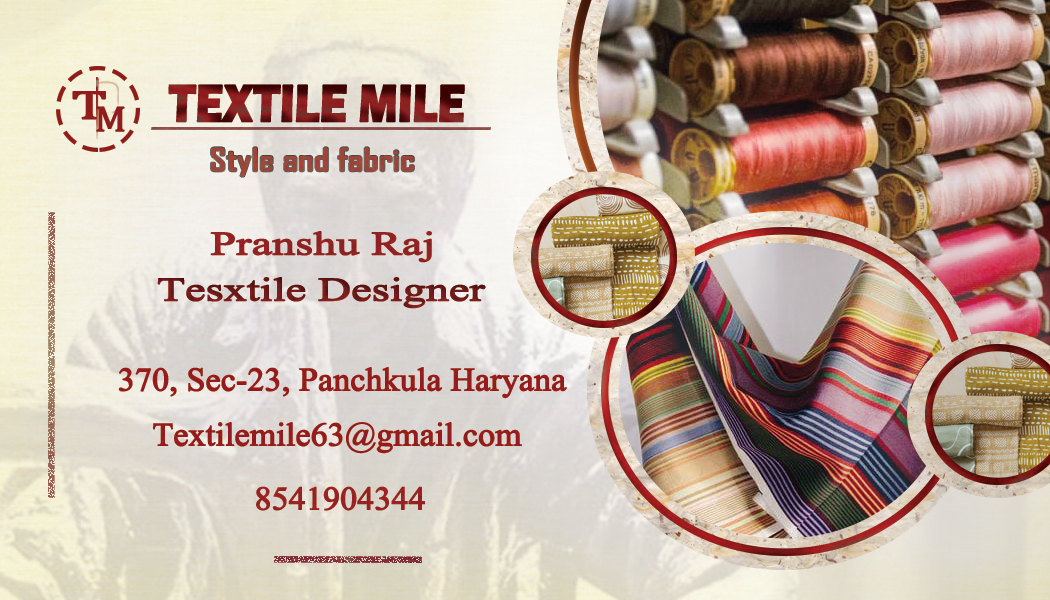 TM
TEXTILE MILE
Style and fabric
Pranshu Raj
Tesxtile Designer
370, Sec-23, Panchkula Haryana
Textilemile63@gmail.com
8541904344